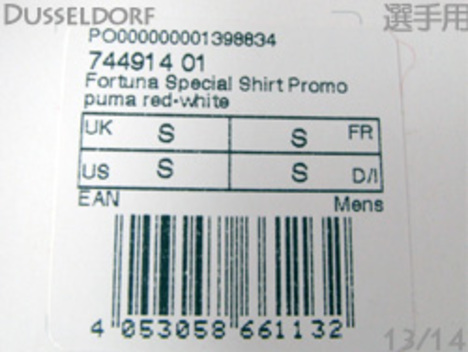 DUSSELDORF 選手用
PO000000001398834
744914 01
Fortuna Special Shirt Promo
puma red-white
UK S S FR
US S S D/I
EAN Mens
4 053058 661132
13/14